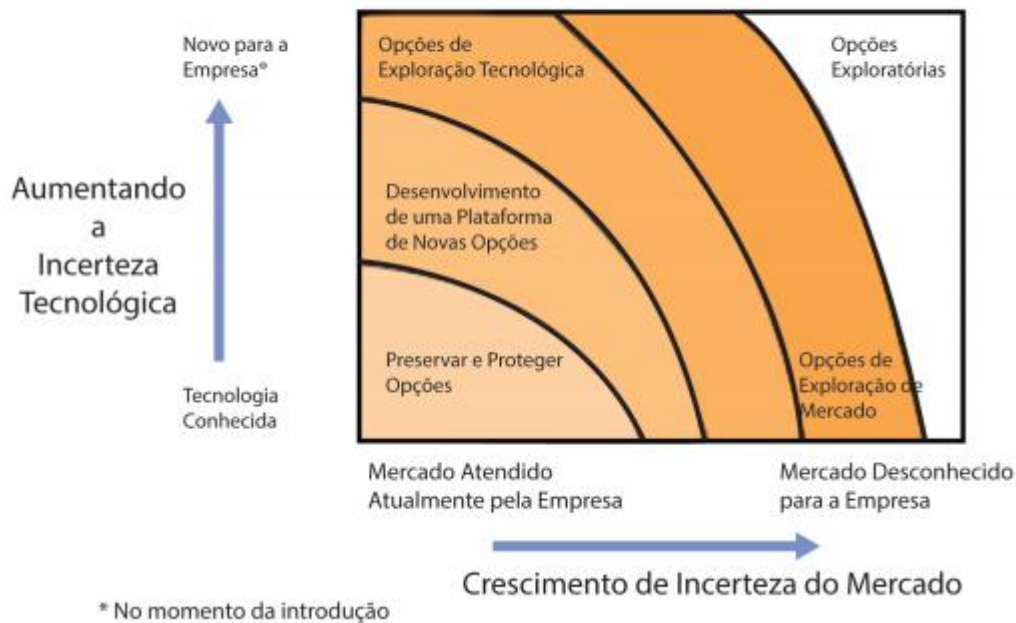 Novo para a
Empresa*
Aumentando
a
Incerteza
Tecnológica
Tecnologia
Conhecida
Opções de
Exploração Tecnológica
Opções
Exploratórias
Desenvolvimento
de uma Plataforma
de Novas Opções
Preservar e Proteger
Opções
Opções de
Exploração de
Mercado
Mercado Atendido
Atualmente pela Empresa
Mercado Desconhecido
para a Empresa
Crescimento de Incerteza do Mercado
* No momento da introdução